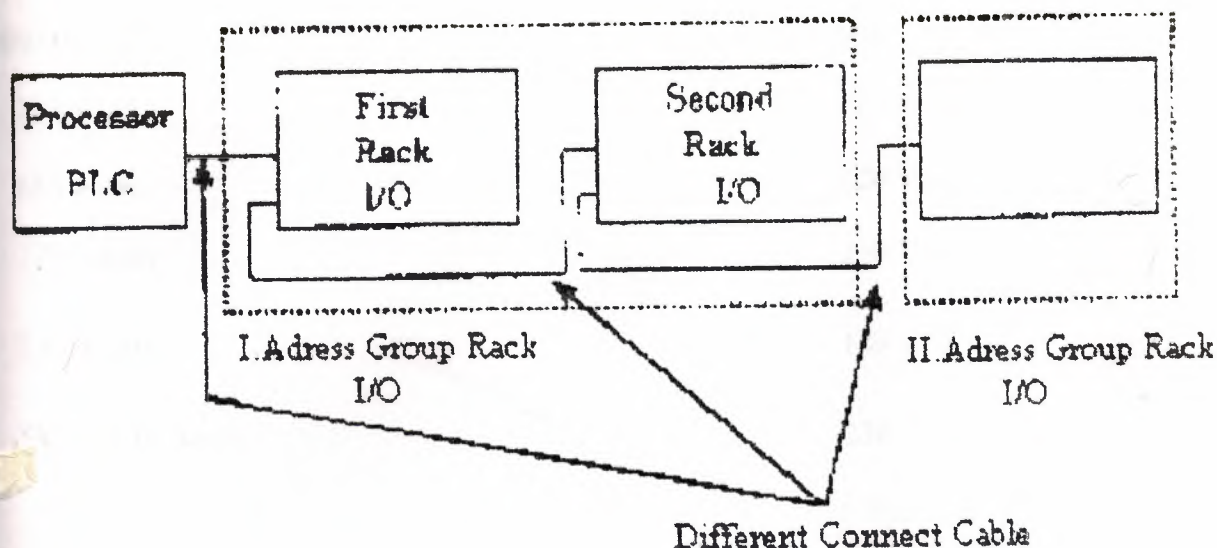 Processor
PLC
First
Rack
I/O
Second
Rack
I/O
I.Adress Group Rack
I/O
II.Adress Group Rack
I/O
Different Connect Cable